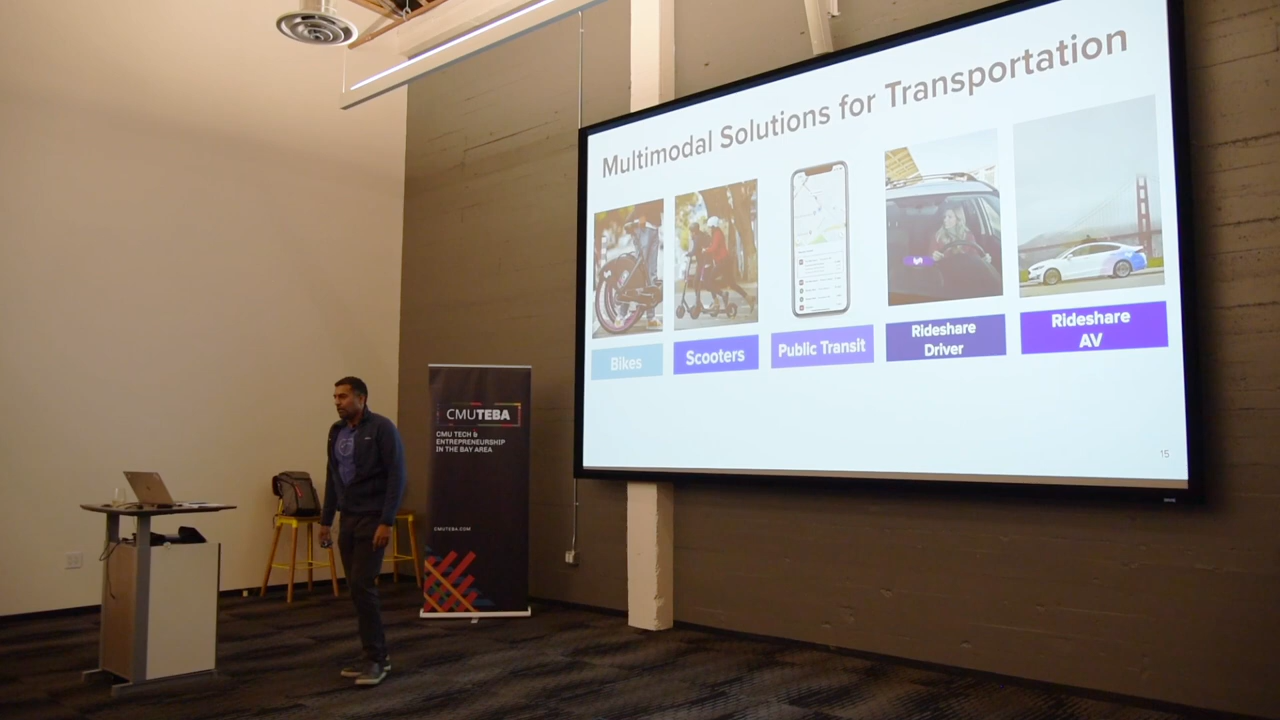 Multimodal Solutions for Transportation
Bikes
Scooters
Public Transit
Rideshare
Driver
Rideshare
AV
lyft
15
CMUTEBA
CMU TECH &
ENTREPRENEURSHIP
IN THE BAY AREA
CMUTEBA.COM